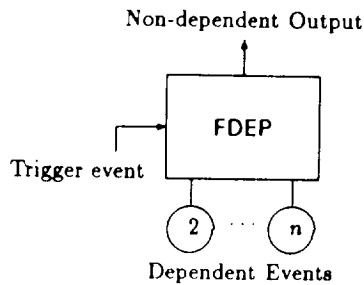 Non-dependent Output
FDEP
Trigger event
2 · · · n
Dependent Events